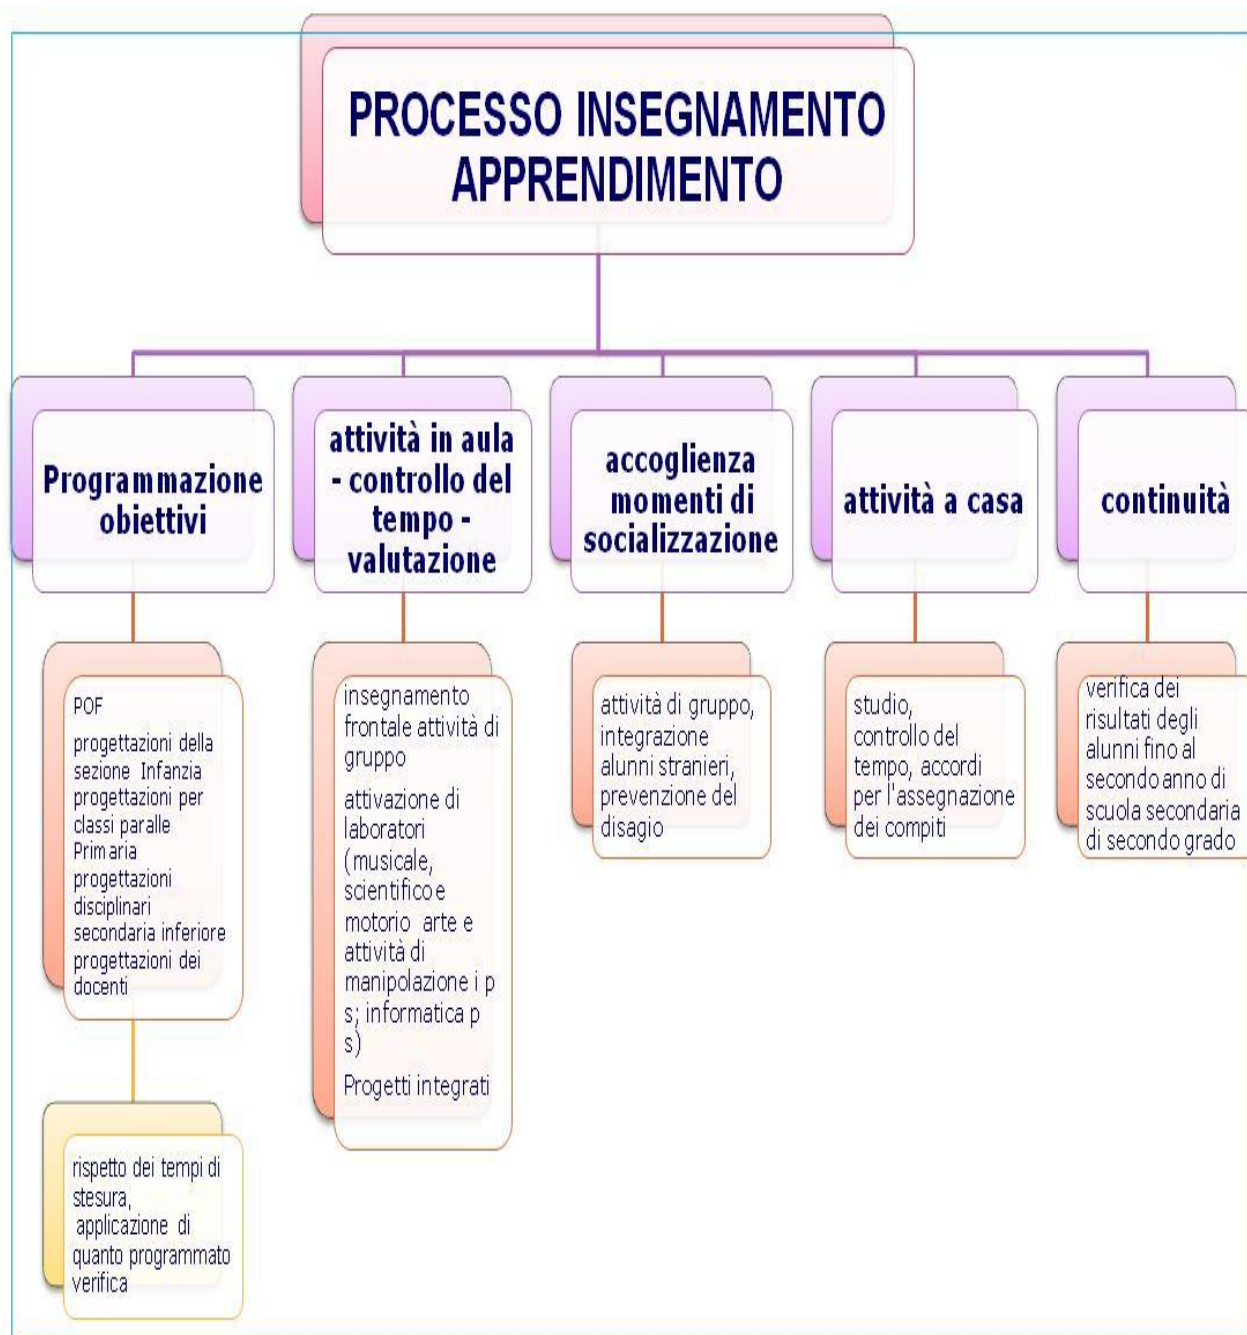 PROCESSO INSEGNAMENTO
APPRENDIMENTO
Programmazione
obiettivi
attività in aula
- controllo del
tempo -
valutazione
accoglienza
momenti di
socializzazione
attività a casa
continuità
POF
progettazioni della
sezione Infanzia
progettazioni per
classi paralle
Primaria
progettazioni
disciplinari
secondaria inferiore
progettazioni dei
docenti
insegnamento
frontale attività di
gruppo
attivazione di
laboratori
(musicale,
scientifico e
motorio arte e
attività di
manipolazione i p
s; informatica p
s)
Progetti integrati
attività di gruppo,
integrazione
alunni stranieri,
prevenzione del
disagio
studio,
controllo del
tempo, accordi
per l'assegnazione
dei compiti
verifica dei
risultati degli
alunni fino al
secondo anno di
scuola secondaria
di secondo grado
rispetto dei tempi di
stesura,
applicazione di
quanto programmato
verifica